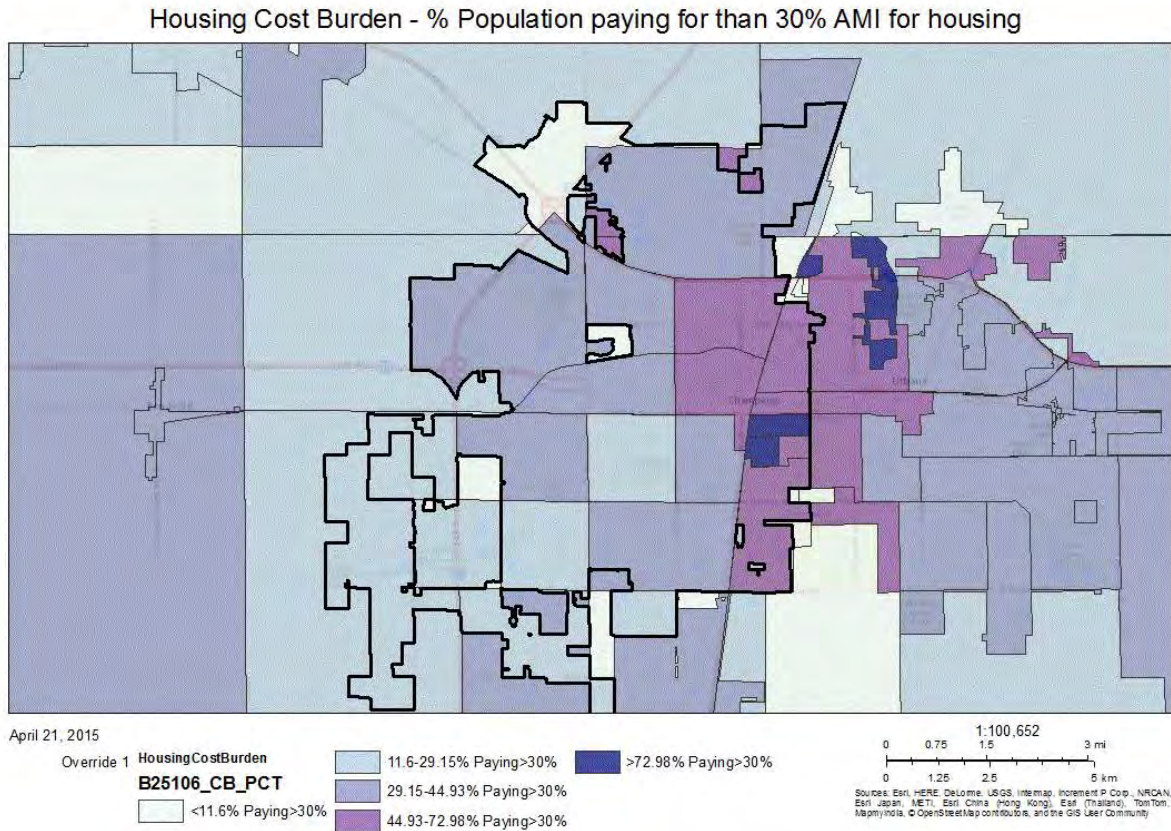 Housing Cost Burden - % Population paying for than 30% AMI for housing
Champaign
Urbana
April 21, 2015
Override 1 HousingCostBurden
B25106_CB_PCT
<11.6% Paying>30%
11.6-29.15% Paying>30%
29.15-44.93% Paying>30%
44.93-72.98% Paying>30%
>72.98% Paying>30%
1:100,652
0 0.75 1.5 3 mi
0 1.25 2.5 5 km
Sources: Esri, HERE, DeLorme, USGS, Intermap, increment P Corp., NRCAN,
Esri Japan, METI, Esri China (Hong Kong), Esri (Thailand), TomTom,
MapmyIndia, © OpenStreetMap contributors, and the GIS User Community